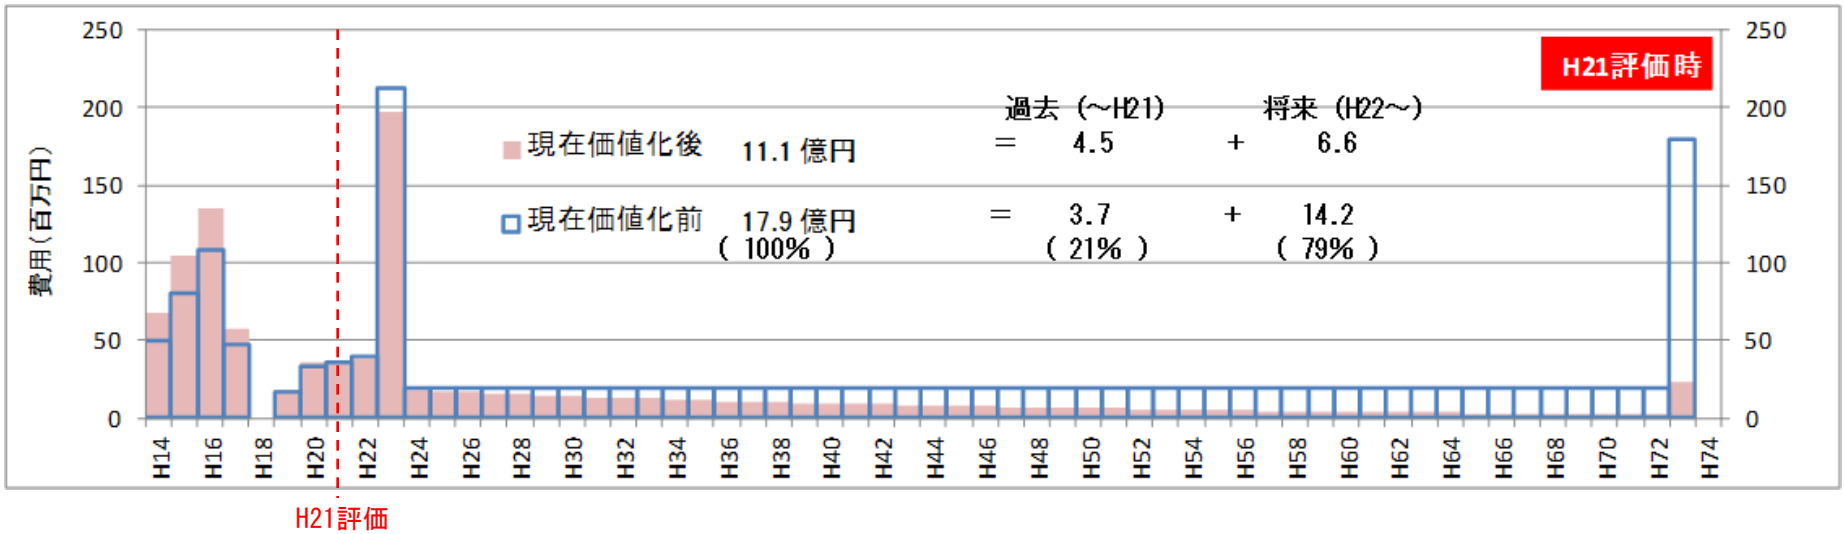 250
200
150
100
50
0
費用(百万円)
250
200
150
100
50
0
H21評価時
過去 (～H21) 将来 (H22～)
現在価値化後 11.1 億円 = 4.5 + 6.6
現在価値化前 17.9 億円 = 3.7 + 14.2
( 100% ) ( 21% ) ( 79% )
H14 H16 H18 H20 H22 H24 H26 H28 H30 H32 H34 H36 H38 H40 H42 H44 H46 H48 H50 H52 H54 H56 H58 H60 H62 H64 H66 H68 H70 H72 H74
H21評価